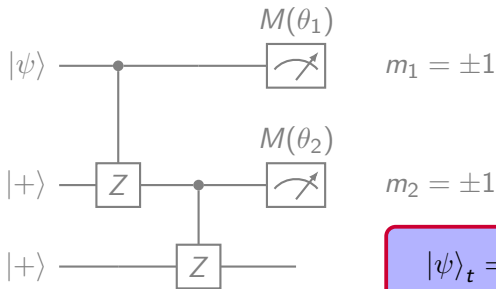 M(θ₁)
|ψ⟩ m₁ = ±1
M(θ₂)
|+⟩ Z m₂ = ±1
|ψ⟩ₜ =
|+⟩ Z